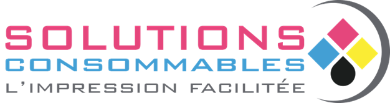 SOLUTIONS
CONSOMMABLES
L'IMPRESSION FACILITÉE